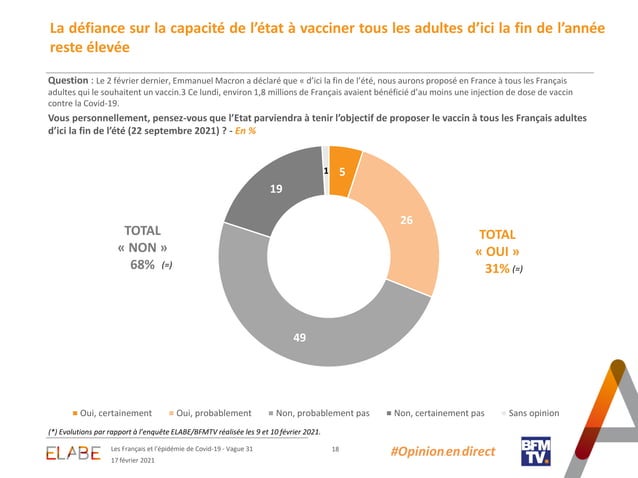 La défiance sur la capacité de l'état à vacciner tous les adultes d'ici la fin de l'année
reste élevée
Question : Le 2 février dernier, Emmanuel Macron a déclaré que « d'ici la fin de l'été, nous aurons proposé en France à tous les Français
adultes qui le souhaitent un vaccin.3 Ce lundi, environ 1,8 millions de Français avaient bénéficié d'au moins une injection de dose de vaccin
contre la Covid-19.
Vous personnellement, pensez-vous que l'Etat parviendra à tenir l'objectif de proposer le vaccin à tous les Français adultes
d'ici la fin de l'été (22 septembre 2021) ? - En %
1
5
19
26
49
TOTAL
« NON »
68% (=)
TOTAL
« OUI »
31% (=)
Oui, certainement Oui, probablement Non, probablement pas Non, certainement pas Sans opinion
(*) Evolutions par rapport à l'enquête ELABE/BFMTV réalisée les 9 et 10 février 2021.
ELABE
Les Français et l'épidémie de Covid-19 - Vague 31
17 février 2021
18
#Opinionendirect
BFM
TV.